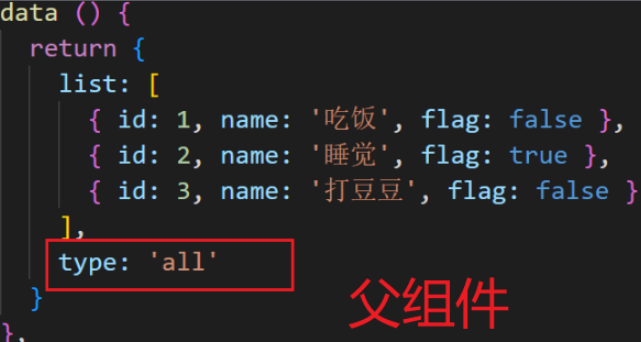 data () {
return {
list: [
{ id: 1, name: '吃饭', flag: false },
{ id: 2, name: '睡觉', flag: true },
{ id: 3, name: '打豆豆', flag: false }
],
type: 'all'
}
父组件
},